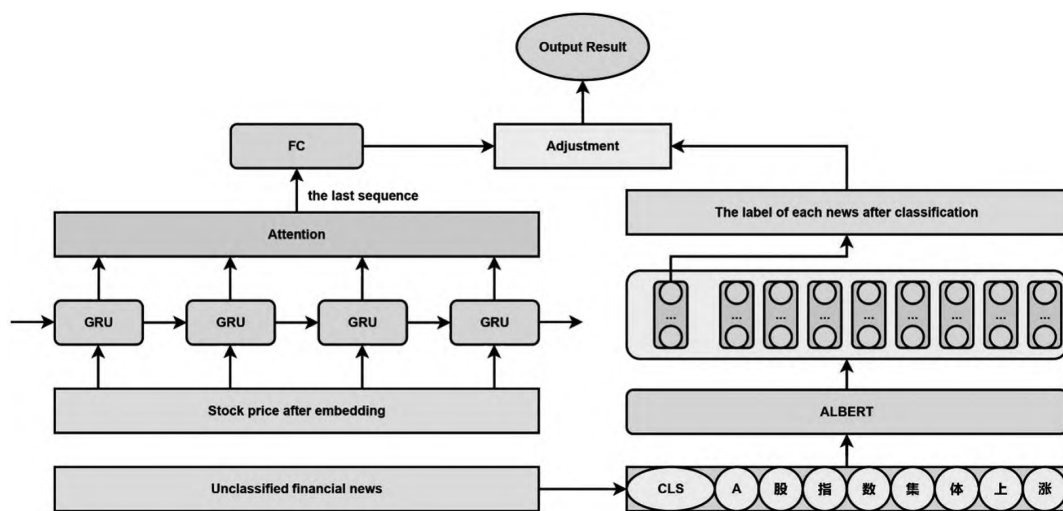 Output Result
FC
Adjustment
the last sequence
The label of each news after classification
Attention
GRU GRU GRU GRU
... ... ... ... ... ... ... ... ...
Stock price after embedding
ALBERT
Unclassified financial news
CLS A 股 指 数 集 体 上 涨